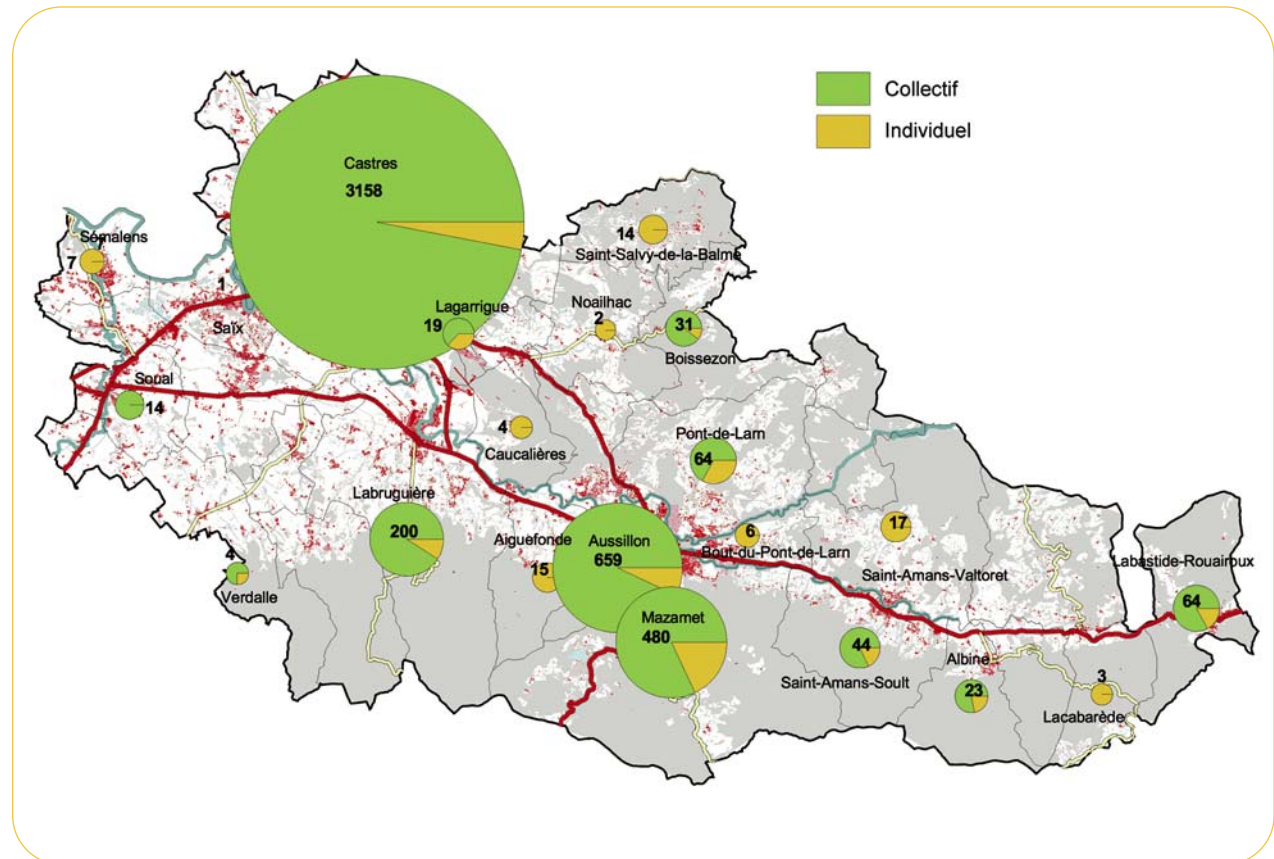 Collectif
Individuel
Castres
3158
Sémalens
7
1
Saïx
14
Saint-Salvy-de-la-Balme
Lagarrigue
19
Noailhac
2
31
Boissezon
Soual
14
4
Caucalières
Pont-de-Larn
64
Labruguière
200
Aiguefonde
15
Aussillon
659
6
Bout-du-Pont-de-Larn
17
Saint-Amans-Valtoret
Labastide-Rouairoux
64
4
Verdalle
Mazamet
480
44
Saint-Amans-Soult
Albine
23
3
Lacabarède